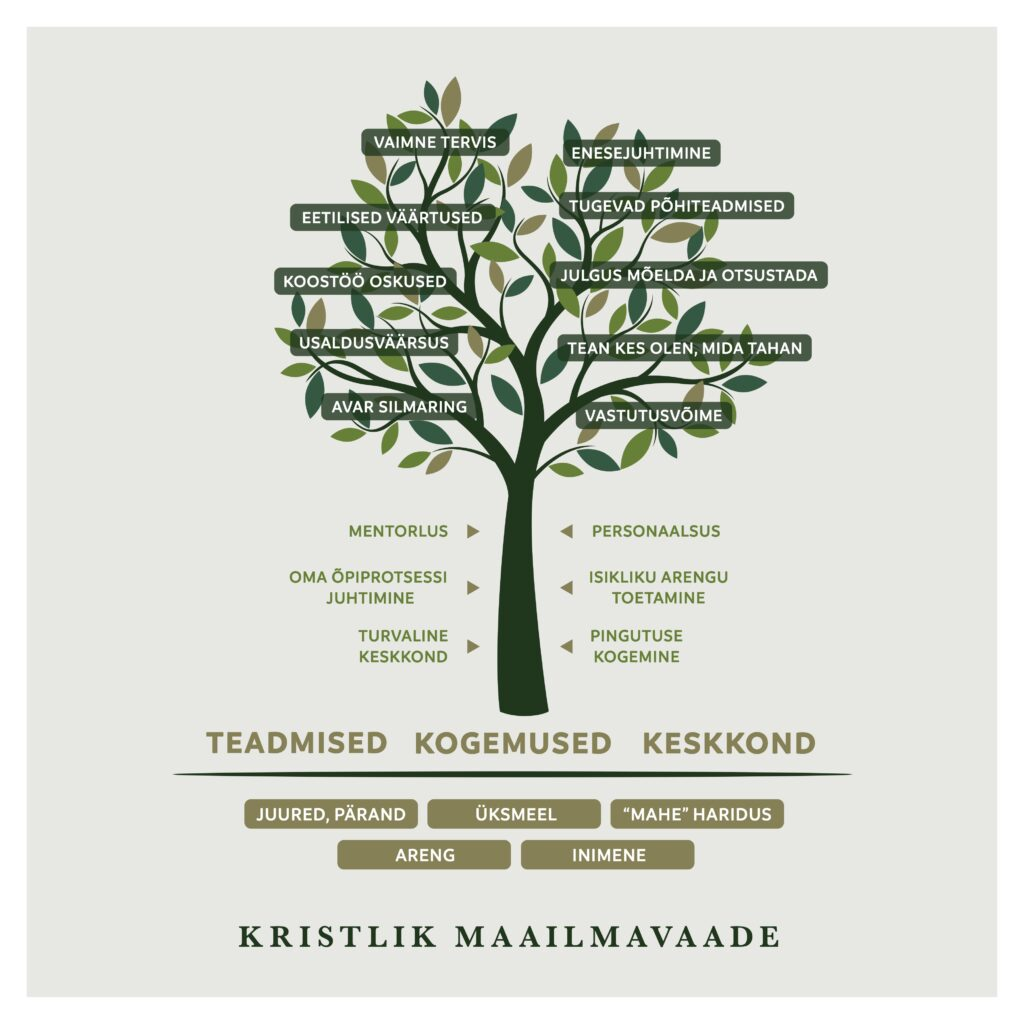 VAIMNE TERVIS
ENESEJUHTIMINE
EETILISED VÄÄRTUSED
TUGEVAD PÕHITEADMISED
KOOSTÖÖ OSKUSED
JULGUS MÕELDA JA OTSUSTADA
USALDUSVÄÄRSUS
TEAN KES OLEN, MIDA TAHAN
AVAR SILMARING
VASTUTUSVÕIME
MENTORLUS
PERSONAALSUS
OMA ÕPIPROTSESSI
JUHTIMINE
ISIKLIKU ARENGU
TOETAMINE
TURVALINE
KESKKOND
PINGUTUSE
KOGEMINE
TEADMISED KOGEMUSED KESKKOND
JUURED, PÄRAND
ÜKSMEEL
“MAHE” HARIDUS
ARENG
INIMENE
KRISTLIK MAAILMAVAADE